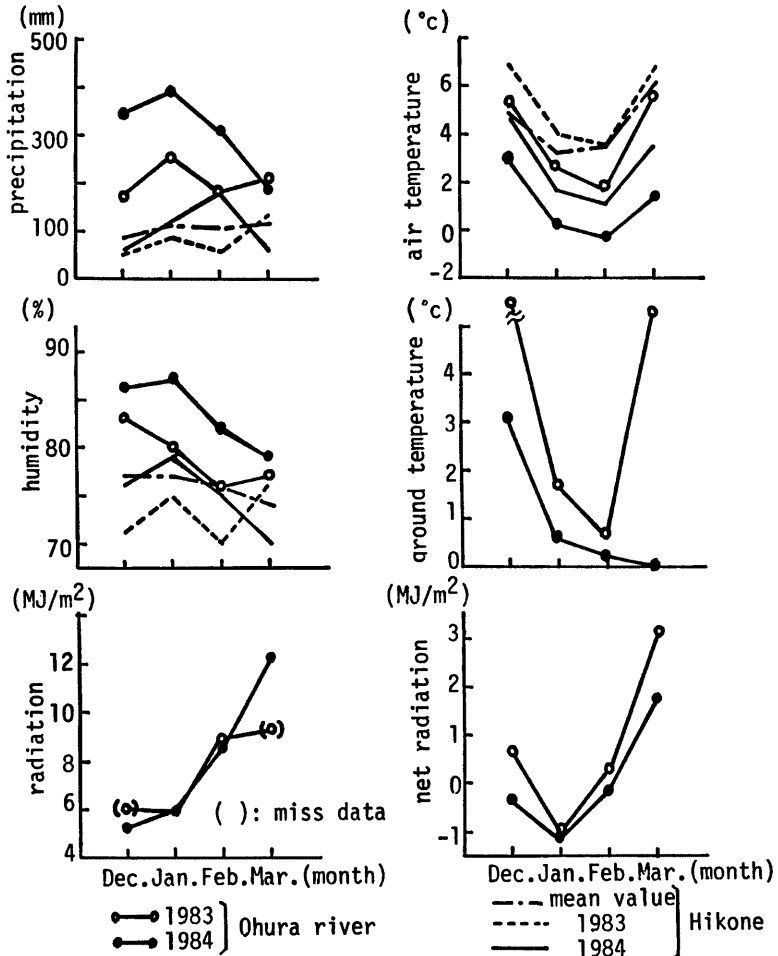 (mm)
500
300
100
0
precipitation
(°c)
6
4
2
0
-2
air temperature
(%)
90
80
70
humidity
(°c)
4
3
2
1
0
ground temperature
(MJ/m²)
12
10
8
6
4
radiation
( ): miss data
Dec.Jan.Feb.Mar.(month)
(MJ/m²)
3
2
1
0
-1
net radiation
Dec.Jan.Feb.Mar.(month)
1983
1984
Ohura river
mean value
1983
1984
Hikone